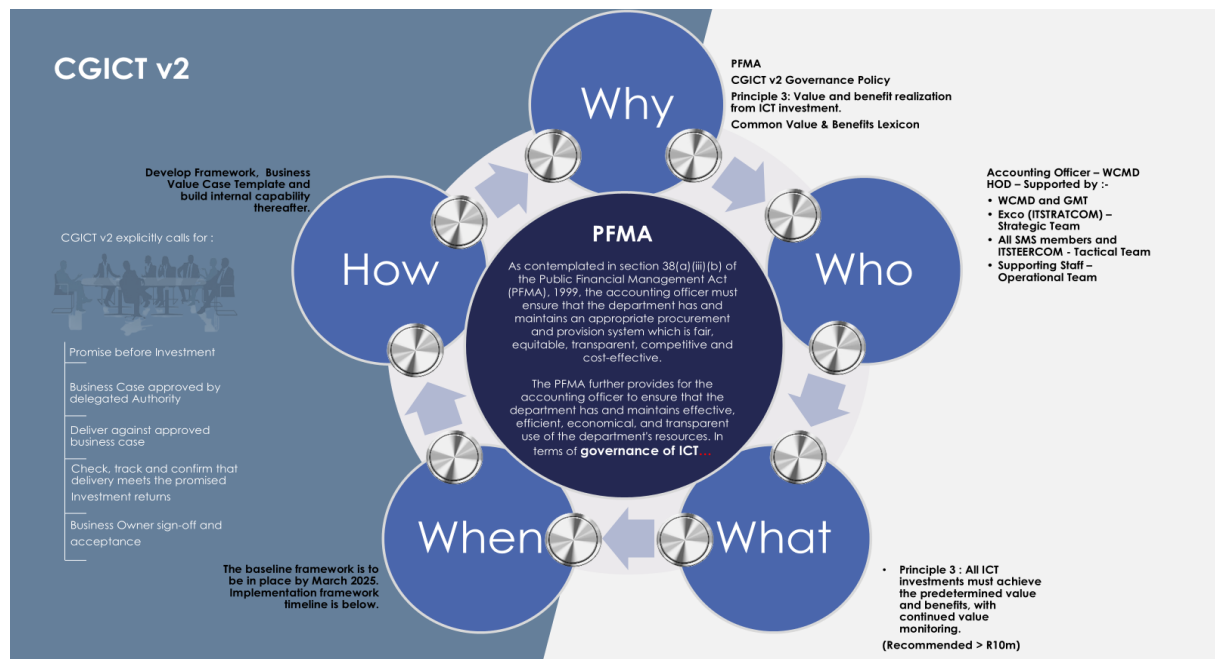 CGICT v2
Why
PFMA
CGICT v2 Governance Policy
Principle 3: Value and benefit realization
from ICT investment.
Common Value & Benefits Lexicon
Who
Accounting Officer – WCMD
HOD – Supported by :-
• WCMD and GMT
• Exco (ITSTRATCOM) –
Strategic Team
• All SMS members and
ITSTEERCOM - Tactical Team
• Supporting Staff –
Operational Team
What
• Principle 3 : All ICT
investments must achieve
the predetermined value
and benefits, with
continued value
monitoring.
(Recommended > R10m)
When
The baseline framework is to
be in place by March 2025.
Implementation framework
timeline is below.
How
Develop Framework, Business
Value Case Template and
build internal capability
thereafter.
CGICT v2 explicitly calls for :
Promise before Investment
Business Case approved by
delegated Authority
Deliver against approved
business case
Check, track and confirm that
delivery meets the promised
Investment returns
Business Owner sign-off and
acceptance
PFMA
As contemplated in section 38(a)(iii)(b) of
the Public Financial Management Act
(PFMA), 1999, the accounting officer must
ensure that the department has and
maintains an appropriate procurement
and provision system which is fair,
equitable, transparent, competitive and
cost-effective.
The PFMA further provides for the
accounting officer to ensure that the
department has and maintains effective,
efficient, economical, and transparent
use of the department's resources. In
terms of governance of ICT...